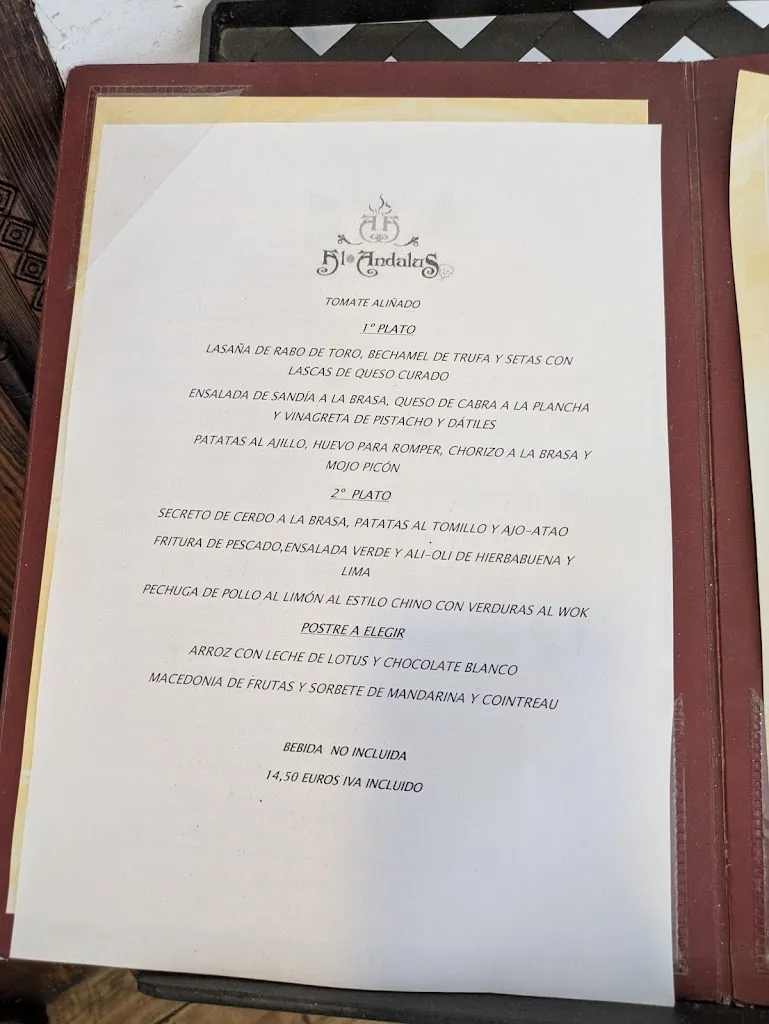 AA
Al Andalus
TOMATE ALIÑADO
1º PLATO
LASAÑA DE RABO DE TORO, BECHAMEL DE TRUFA Y SETAS CON
LASCAS DE QUESO CURADO
ENSALADA DE SANDÍA A LA BRASA, QUESO DE CABRA A LA PLANCHA
Y VINAGRETA DE PISTACHO Y DÁTILES
PATATAS AL AJILLO, HUEVO PARA ROMPER, CHORIZO A LA BRASA Y
MOJO PICÓN
2º PLATO
SECRETO DE CERDO A LA BRASA, PATATAS AL TOMILLO Y AJO-ATAO
FRITURA DE PESCADO,ENSALADA VERDE Y ALI-OLI DE HIERBABUENA Y
LIMA
PECHUGA DE POLLO AL LIMÓN AL ESTILO CHINO CON VERDURAS AL WOK
POSTRE A ELEGIR
ARROZ CON LECHE DE LOTUS Y CHOCOLATE BLANCO
MACEDONIA DE FRUTAS Y SORBETE DE MANDARINA Y COINTREAU
BEBIDA NO INCLUIDA
14,50 EUROS IVA INCLUIDO